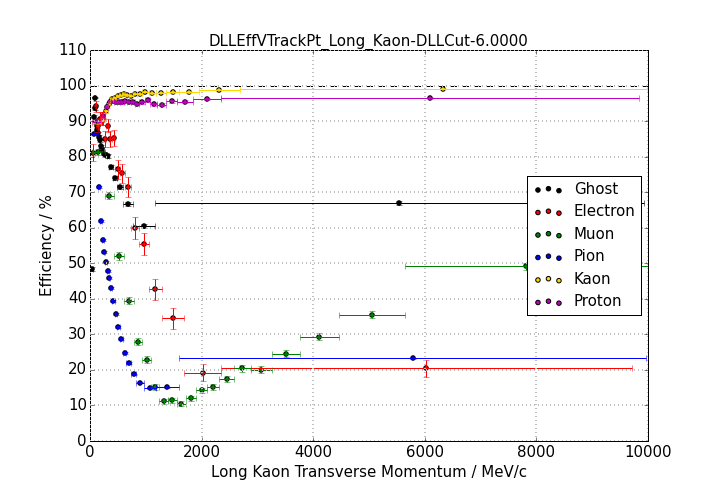 DLLEffVTrackPt_Long_Kaon-DLLCut-6.0000
110
100
90
80
70
60
50
40
30
20
10
0
Efficiency / %
Ghost
Electron
Muon
Pion
Kaon
Proton
0 2000 4000 6000 8000 10000
Long Kaon Transverse Momentum / MeV/c